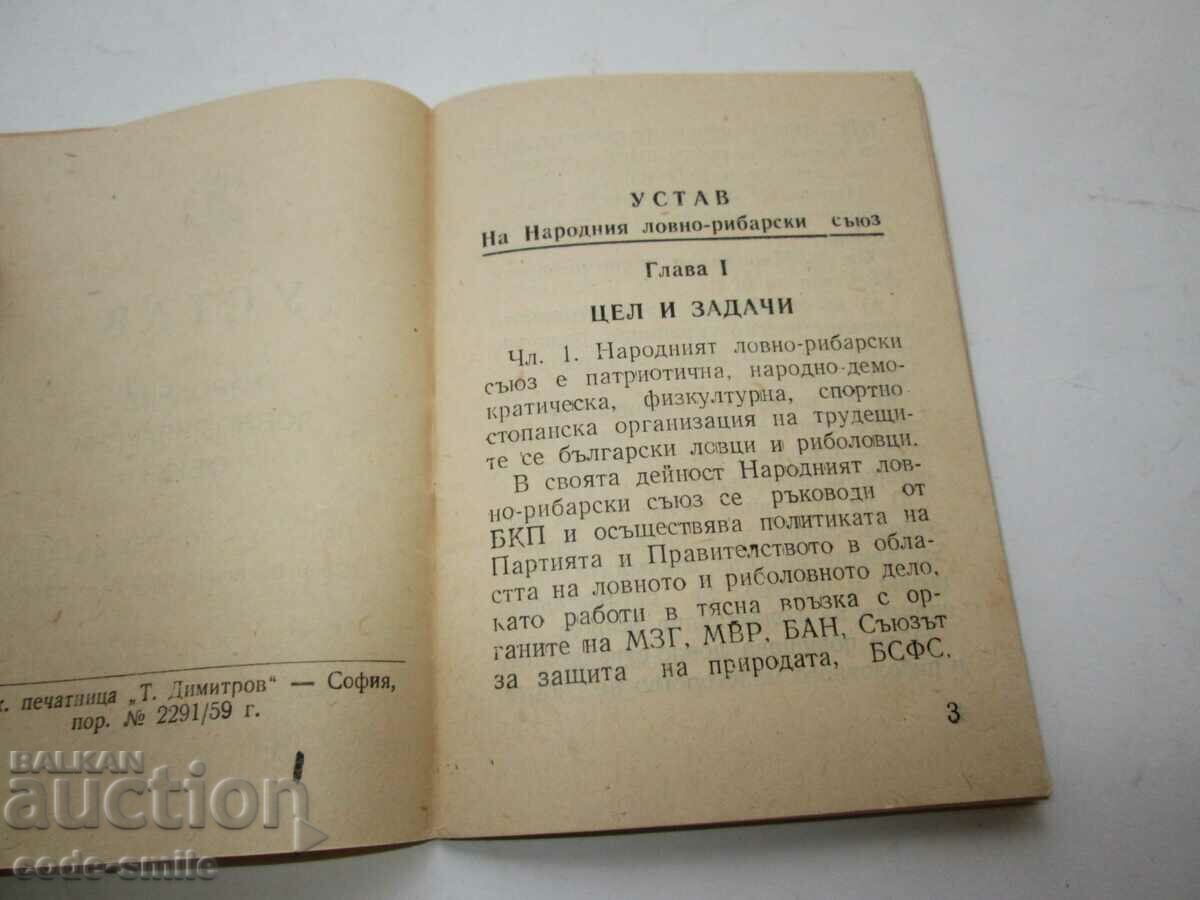 к. печатница „Т. Димитров“ — София,
пор. № 2291/59 г.
УСТАВ
На Народния ловно-рибарски съюз
Глава I
ЦЕЛ И ЗАДАЧИ
Чл. 1. Народният ловно-рибарски
съюз е патриотична, народно-демо-
кратическа, физкултурна, спортно
стопанска организация на трудещи-
те се български ловци и риболовци.
В своята дейност Народният лов-
но-рибарски съюз се ръководи от
БКП и осъществява политиката на
Партията и Правителството в обла-
стта на ловното и риболовното дело,
като работи в тясна връзка с ор-
ганите на МЗГ, МВР, БАН, Съюзът
за защита на природата, БСФС,
3
BALKAN
auction
code-smile